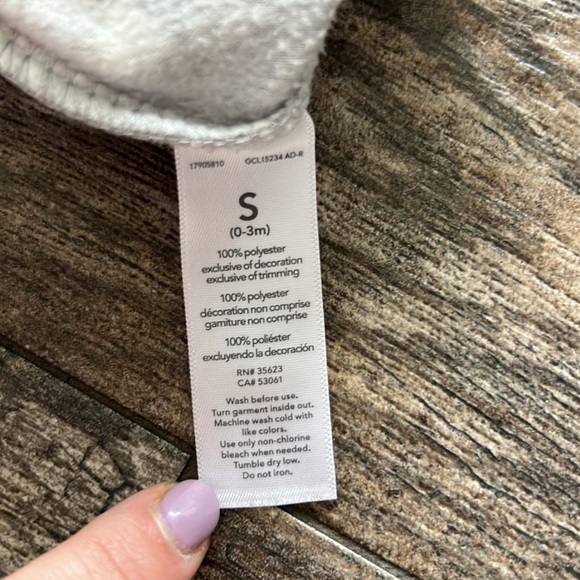 17905810 GCL15234 AD-R
S
(0-3m)
100% polyester
exclusive of decoration
exclusive of trimming
100% polyester
décoration non comprise
garniture non comprise
100% poliéster
excluyendo la decoración
RN# 35623
CA# 53061
Wash before use.
Turn garment inside out.
Machine wash cold with
like colors.
Use only non-chlorine
bleach when needed.
Tumble dry low.
Do not iron.